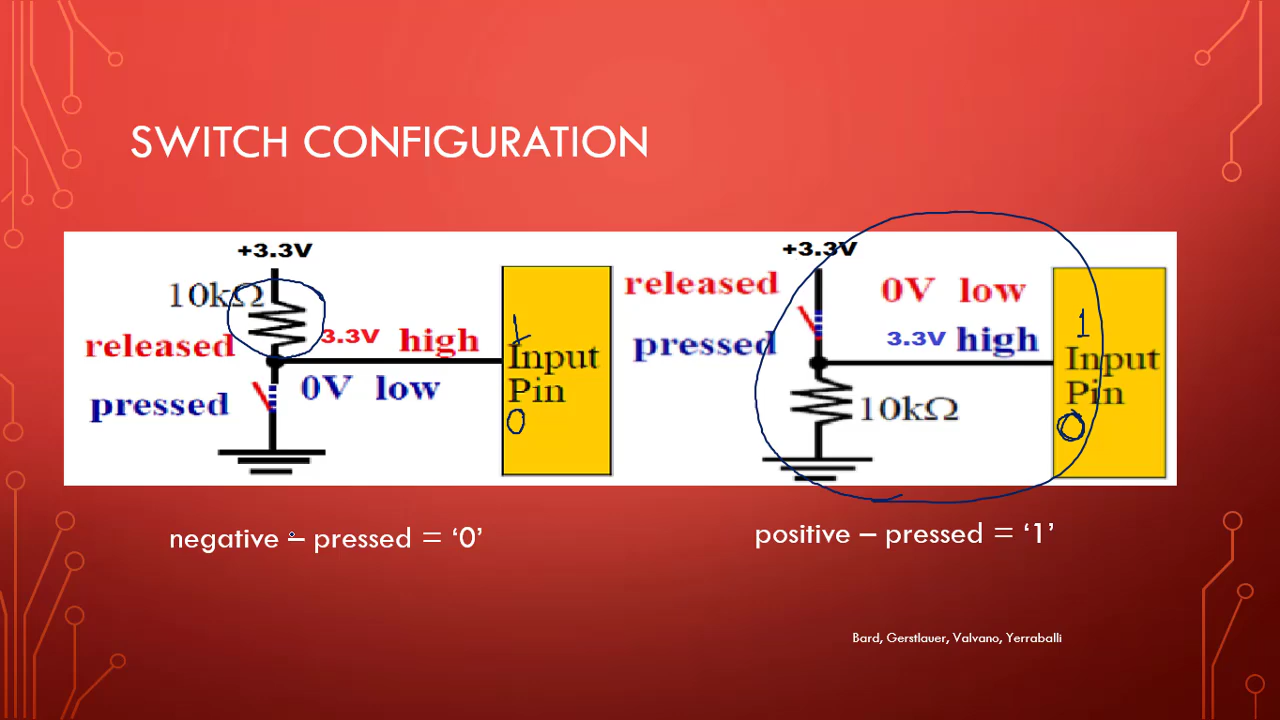 SWITCH CONFIGURATION
+3.3V
10kΩ
released
3.3V high
pressed
0V low
1
Input
Pin
0
+3.3V
released
0V low
pressed
3.3V high
10kΩ
1
Input
Pin
0
negative – pressed = ‘0’
positive – pressed = ‘1’
Bard, Gerstlauer, Valvano, Yerraballi